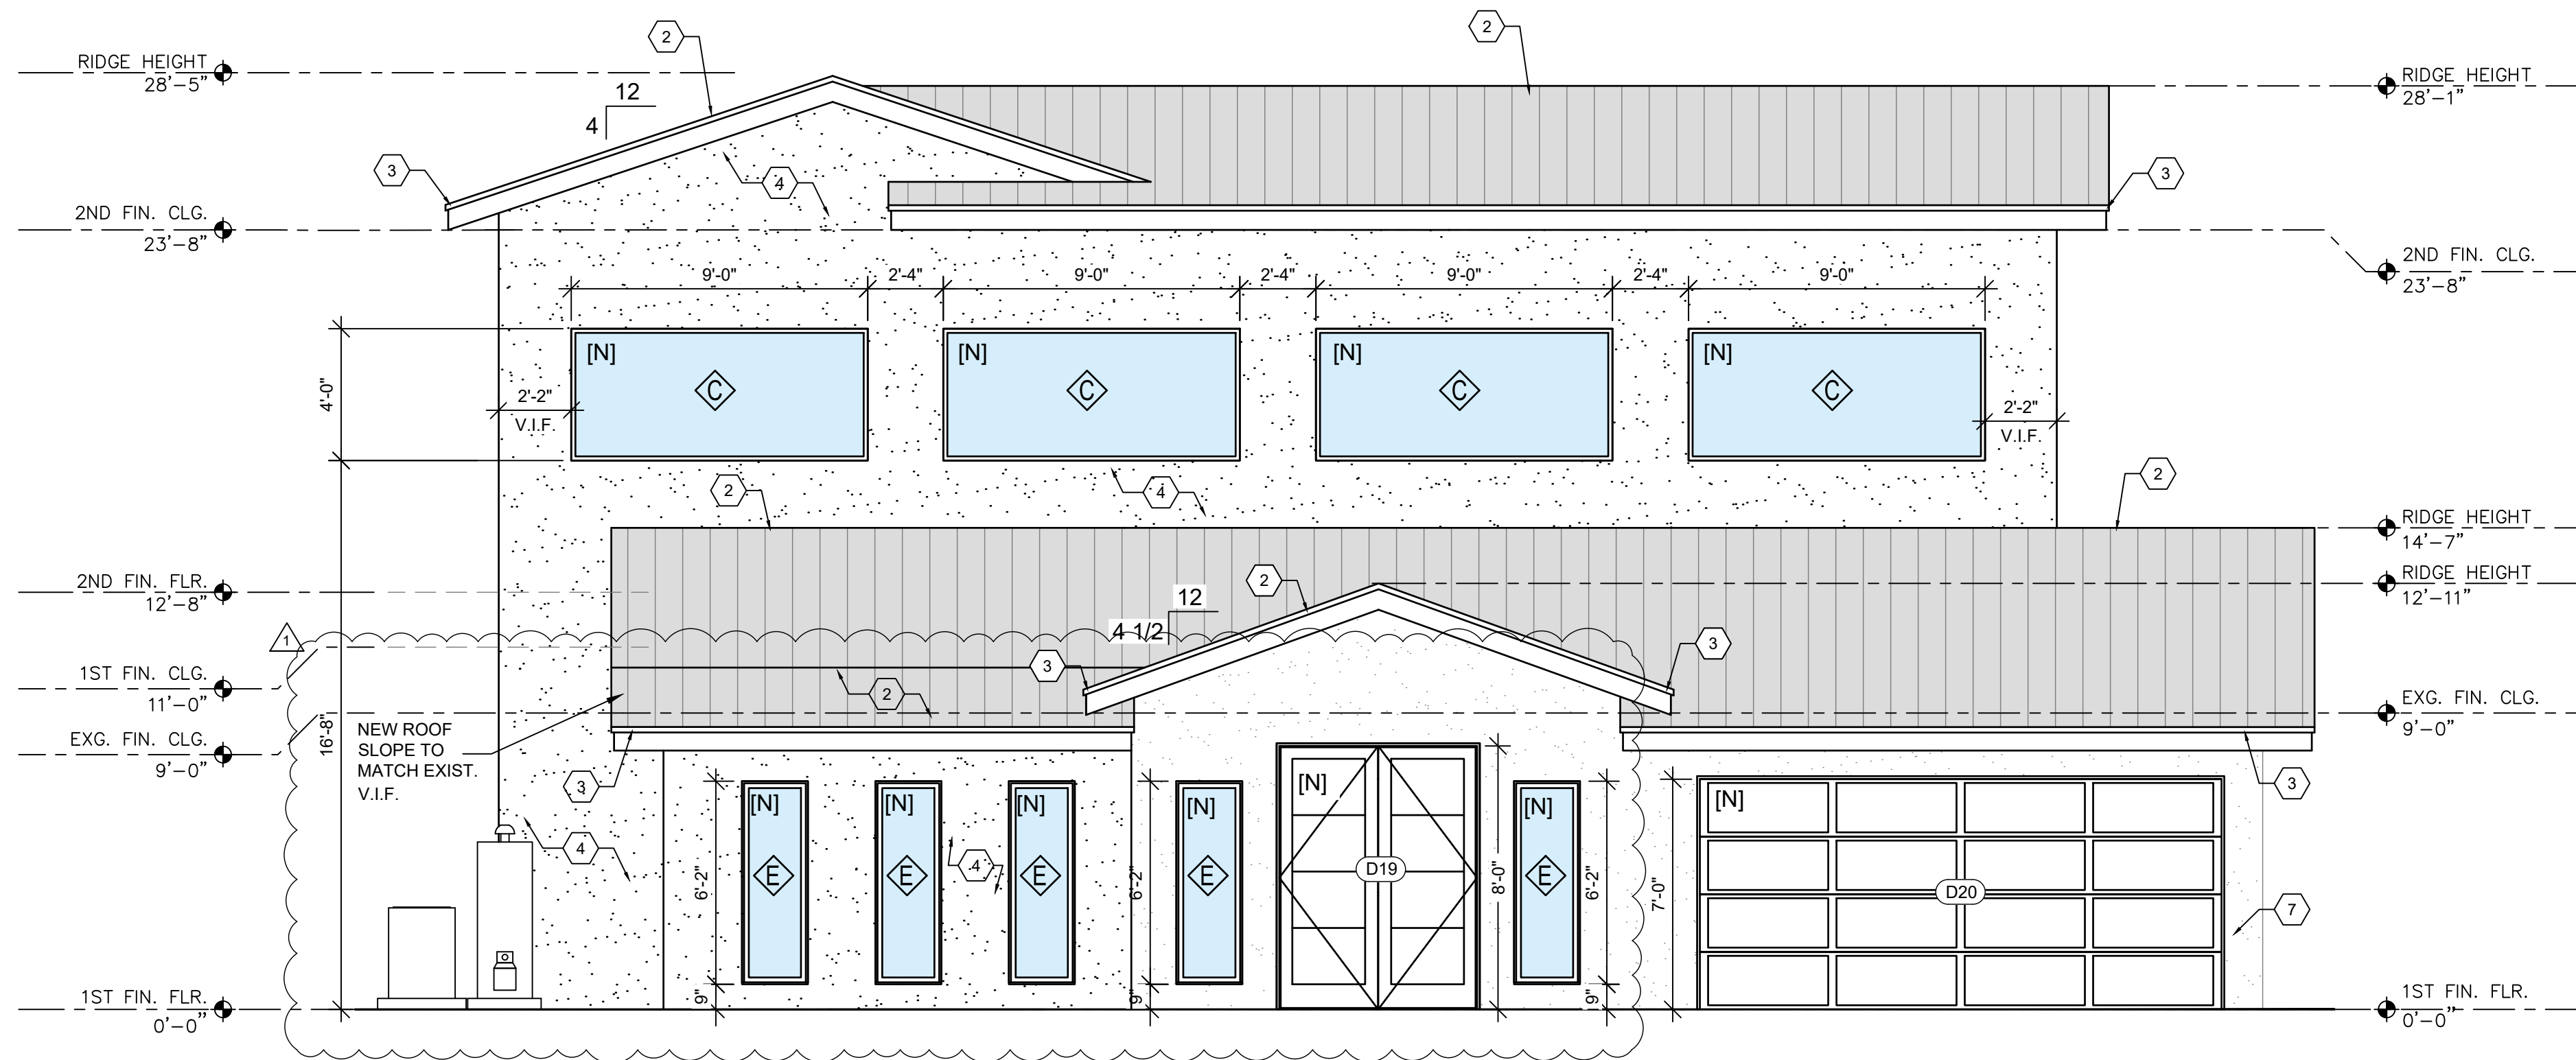 2
2
RIDGE HEIGHT
28'-5"
RIDGE HEIGHT
28'-1"
12
4
3
4
3
2ND FIN. CLG.
23'-8"
2ND FIN. CLG.
23'-8"
9'-0"
2'-4"
9'-0"
2'-4"
9'-0"
2'-4"
9'-0"
[N]
[N]
[N]
[N]
C
C
C
C
4'-0"
2'-2"
V.I.F.
2'-2"
V.I.F.
2
4
2
RIDGE HEIGHT
14'-7"
2ND FIN. FLR.
12'-8"
2
12
4 1/2
RIDGE HEIGHT
12'-11"
1
3
3
1ST FIN. CLG.
11'-0"
2
EXG. FIN. CLG.
9'-0"
16'-8"
NEW ROOF
SLOPE TO
MATCH EXIST.
V.I.F.
EXG. FIN. CLG.
9'-0"
3
3
[N]
[N]
[N]
[N]
[N]
[N]
[N]
4
4
E
E
E
E
D19
D20
6'-2"
6'-2"
8'-0"
6'-2"
7'-0"
7
9"
9"
9"
1ST FIN. FLR.
0'-0"
1ST FIN. FLR.
0'-0"